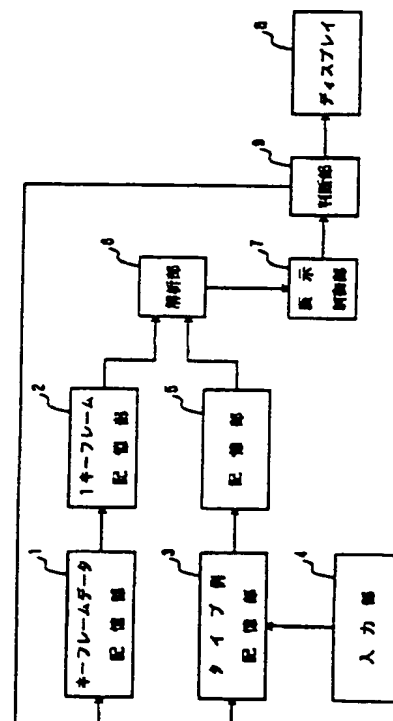 1
キーフレームデータ
記憶部
2
1キーフレーム
記憶部
3
タイプ例
記憶部
4
入力部
5
記憶部
6
解析部
7
表示
制御部
9
判断部
8
ディスプレイ